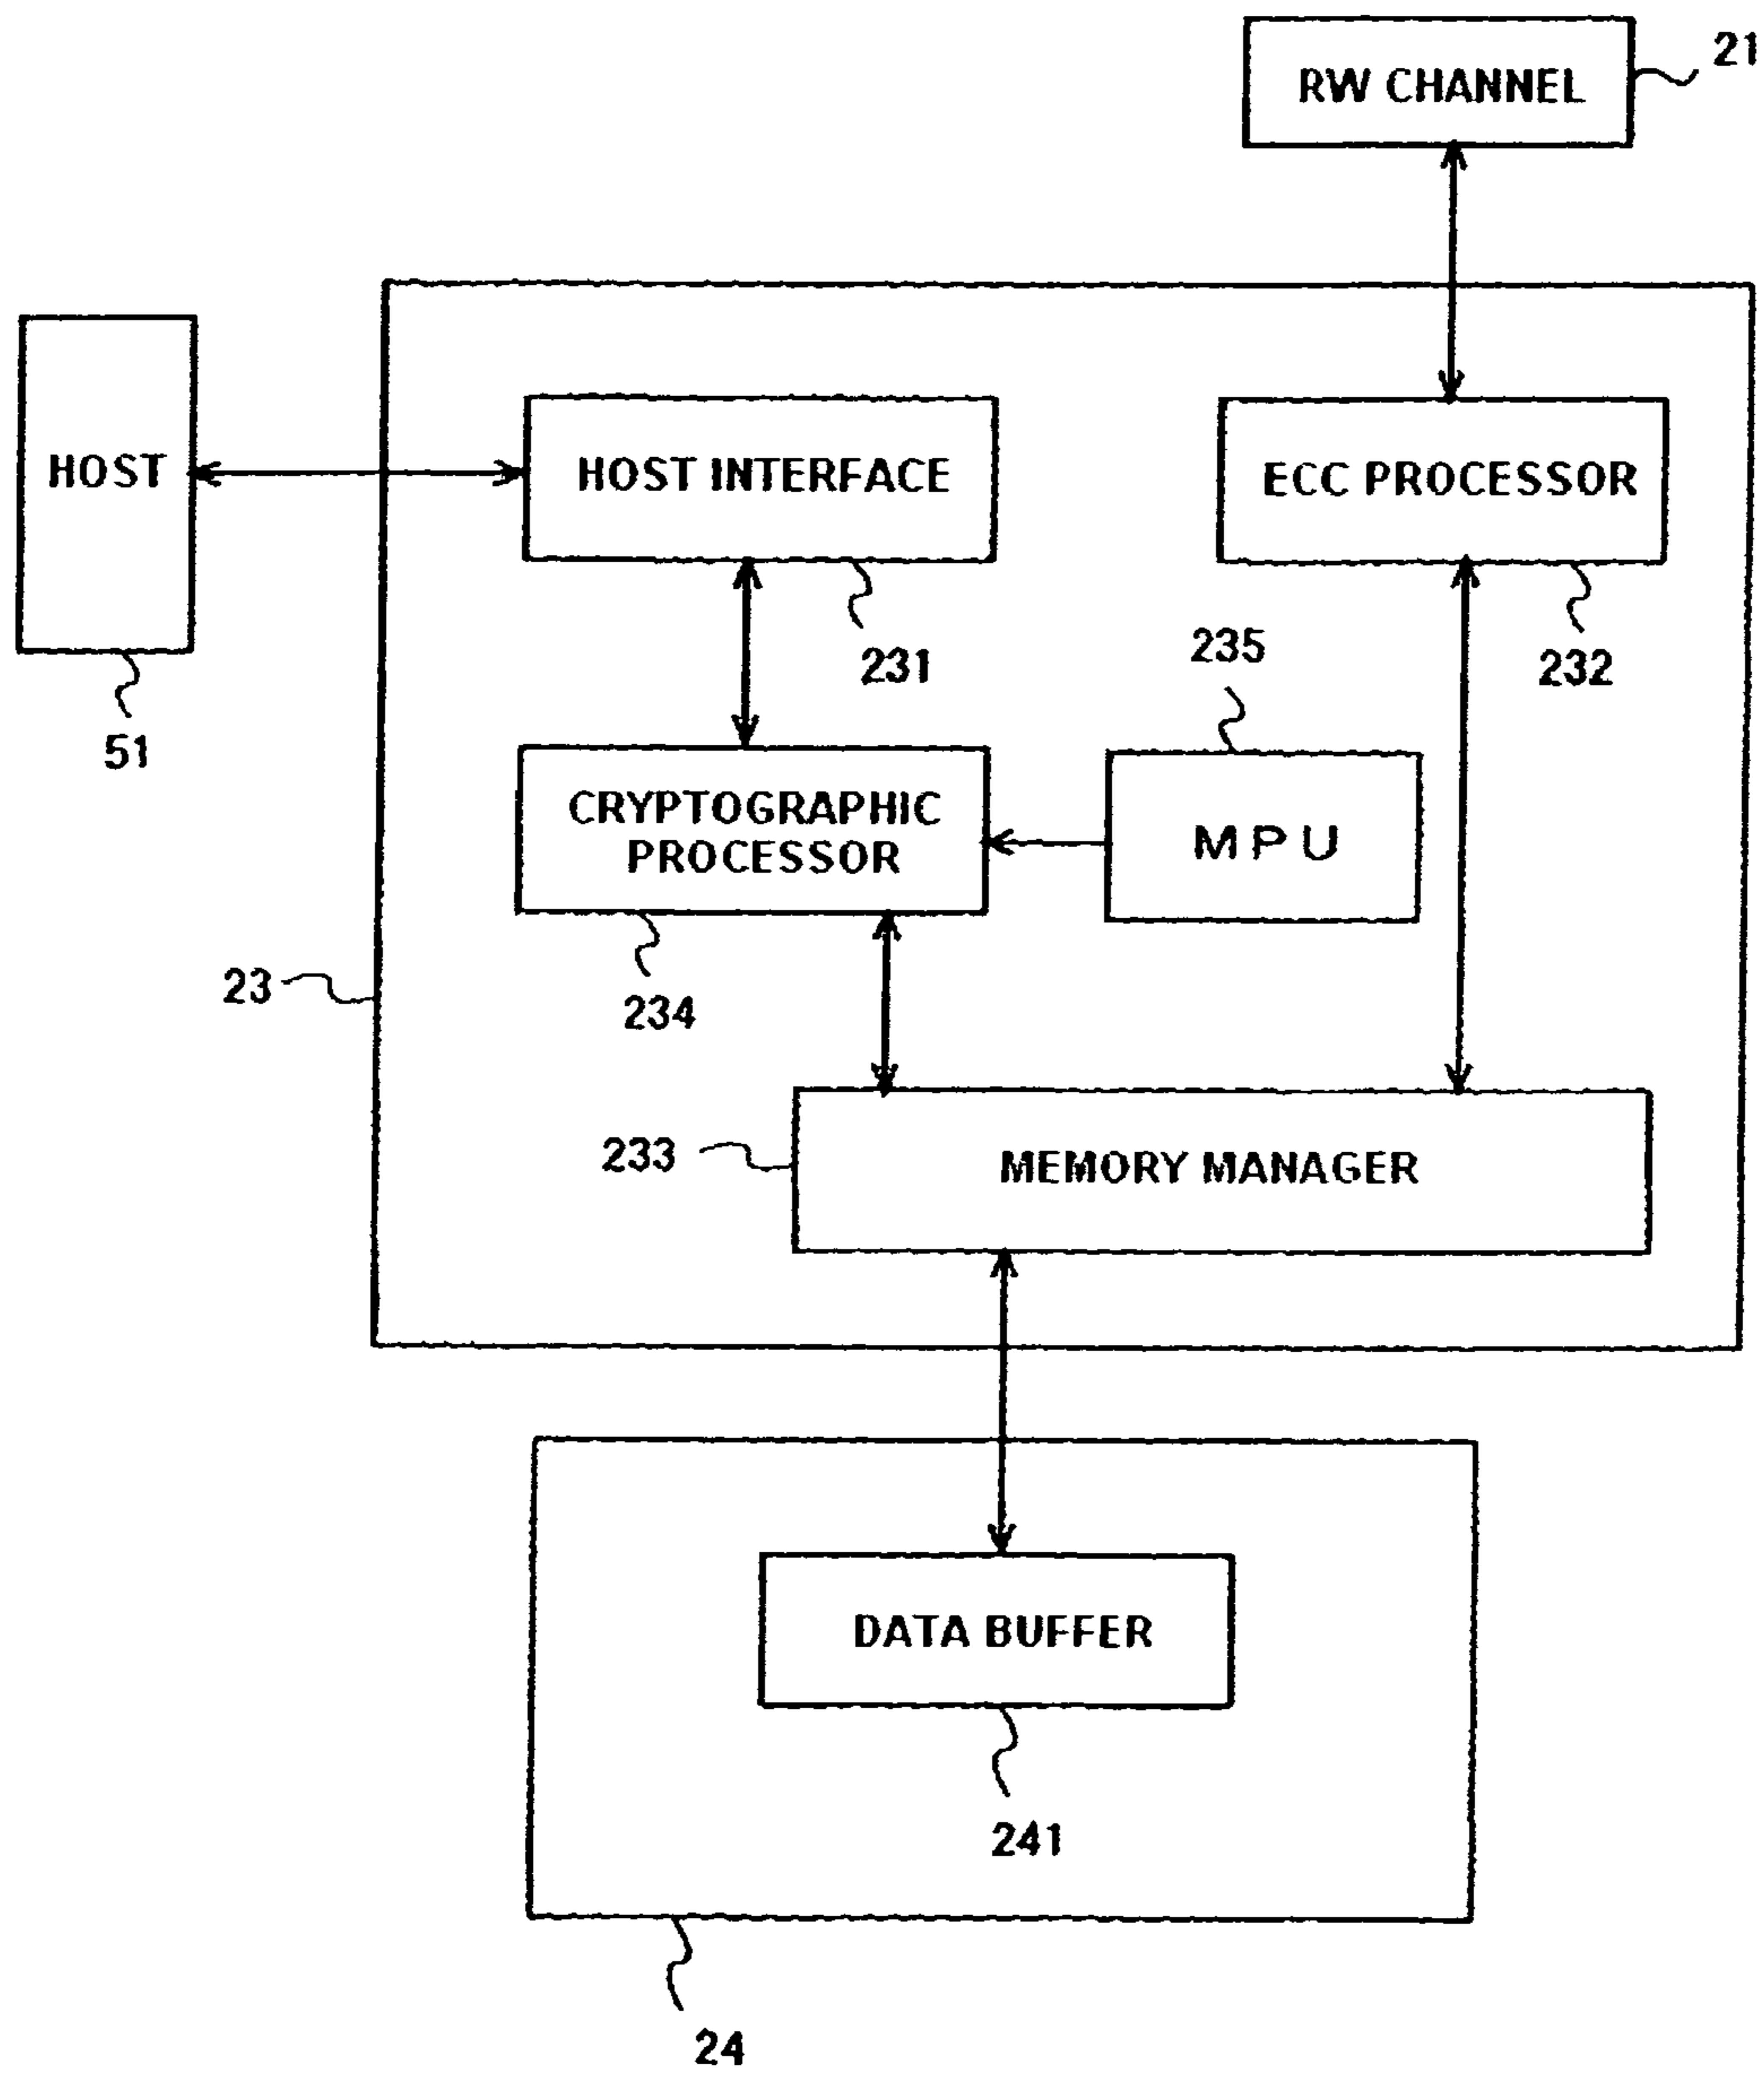 21
RW CHANNEL
HOST
HOST INTERFACE
ECC PROCESSOR
235
231
232
51
CRYPTOGRAPHIC
PROCESSOR
MPU
23
234
233
MEMORY MANAGER
DATA BUFFER
241
24